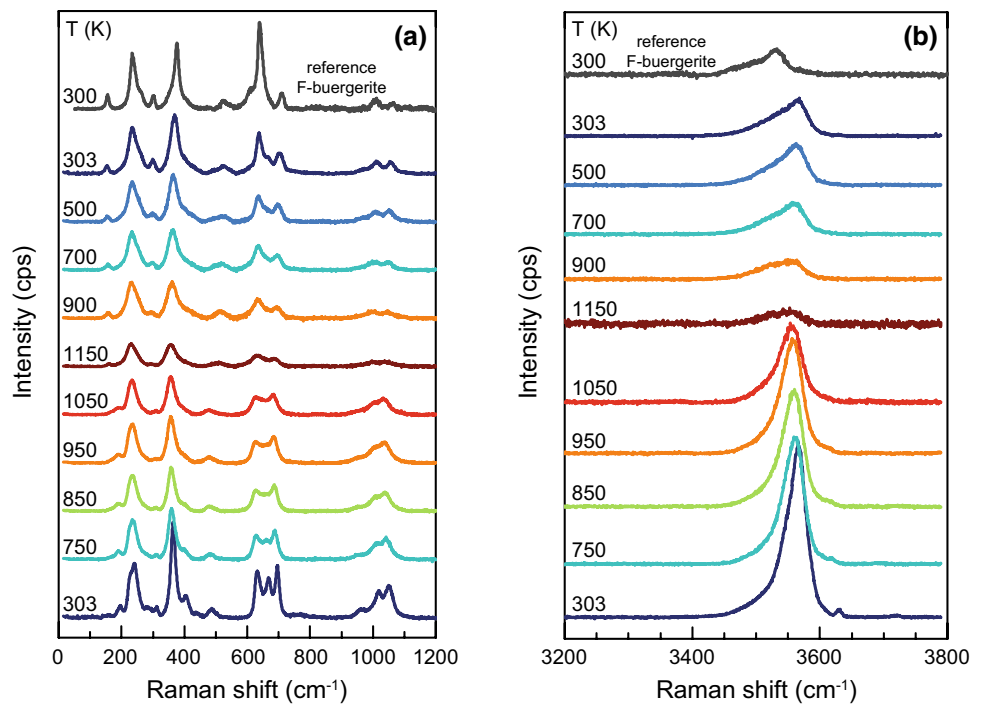 T (K)
(a)
reference
F-buergerite
300
303
500
700
900
1150
1050
950
850
750
303
0 200 400 600 800 1000 1200
Raman shift (cm⁻¹)
Intensity (cps)
T (K)
(b)
reference
F-buergerite
300
303
500
700
900
1150
1050
950
850
750
303
3200 3400 3600 3800
Raman shift (cm⁻¹)
Intensity (cps)